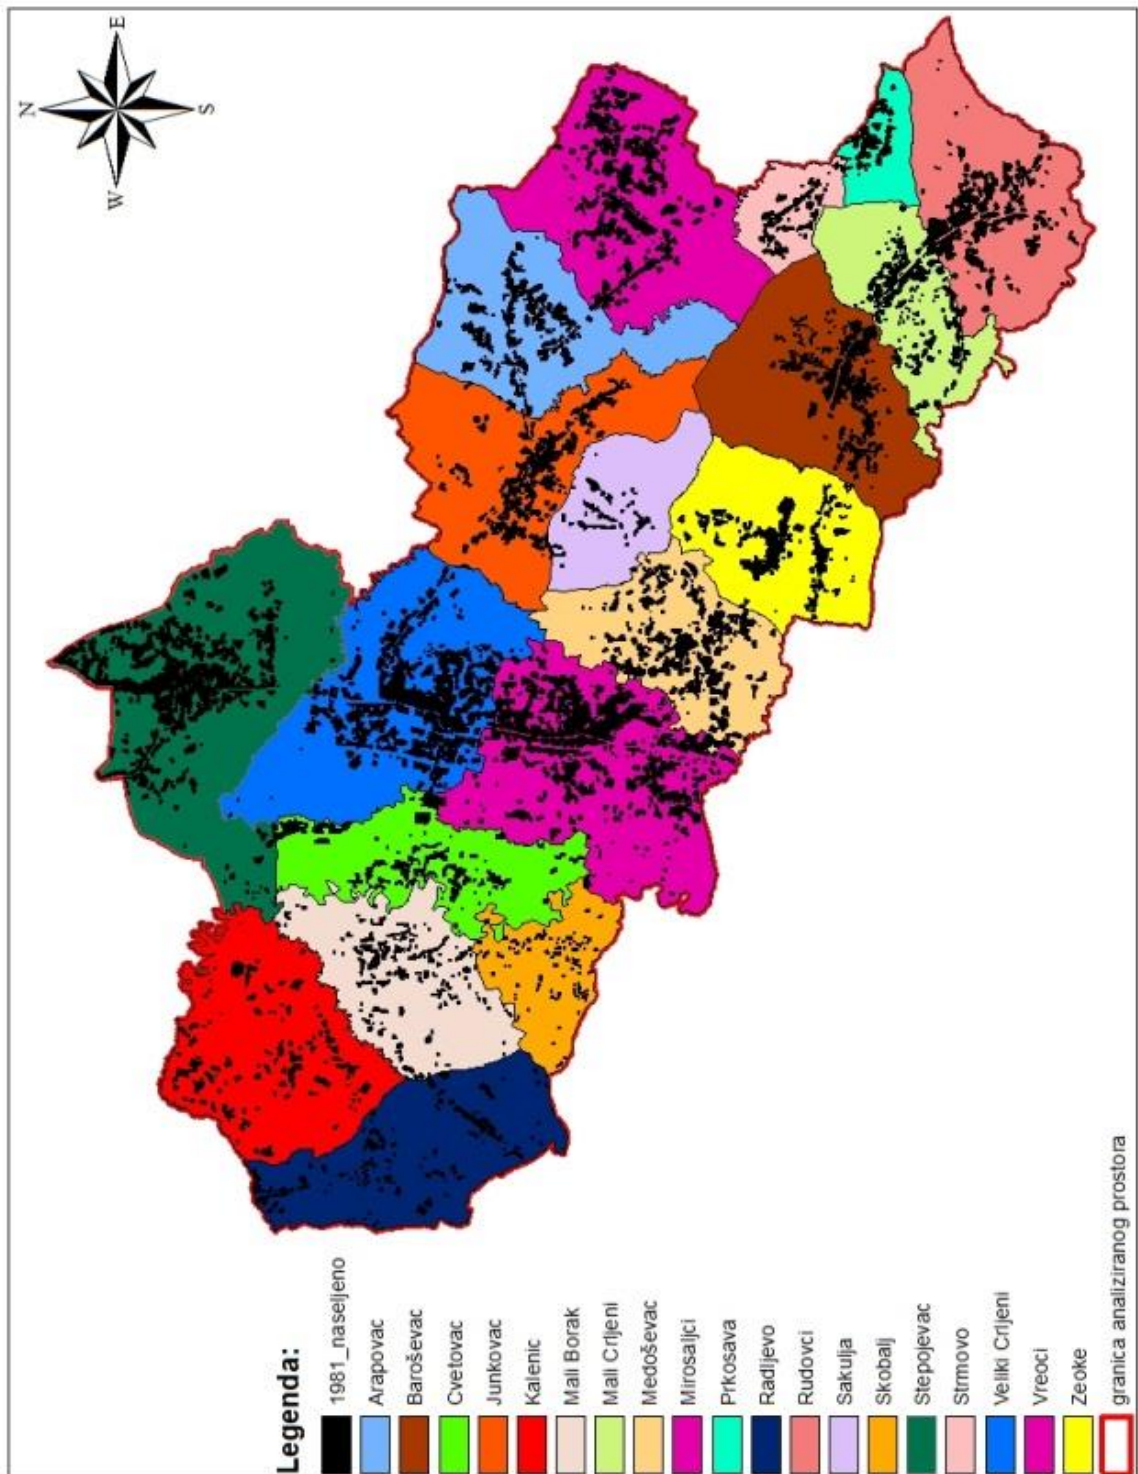 N
E
S
W
Legenda:
1981_naseljeno
Arapovac
Baroševac
Cvetovac
Junkovac
Kalenic
Mali Borak
Mali Crljeni
Medoševac
Mirosaljci
Prkosava
Radljevo
Rudovci
Sakulja
Skobalj
Stepojevac
Strmovo
Veliki Crljeni
Vreoci
Zeoke
granica analiziranog prostora